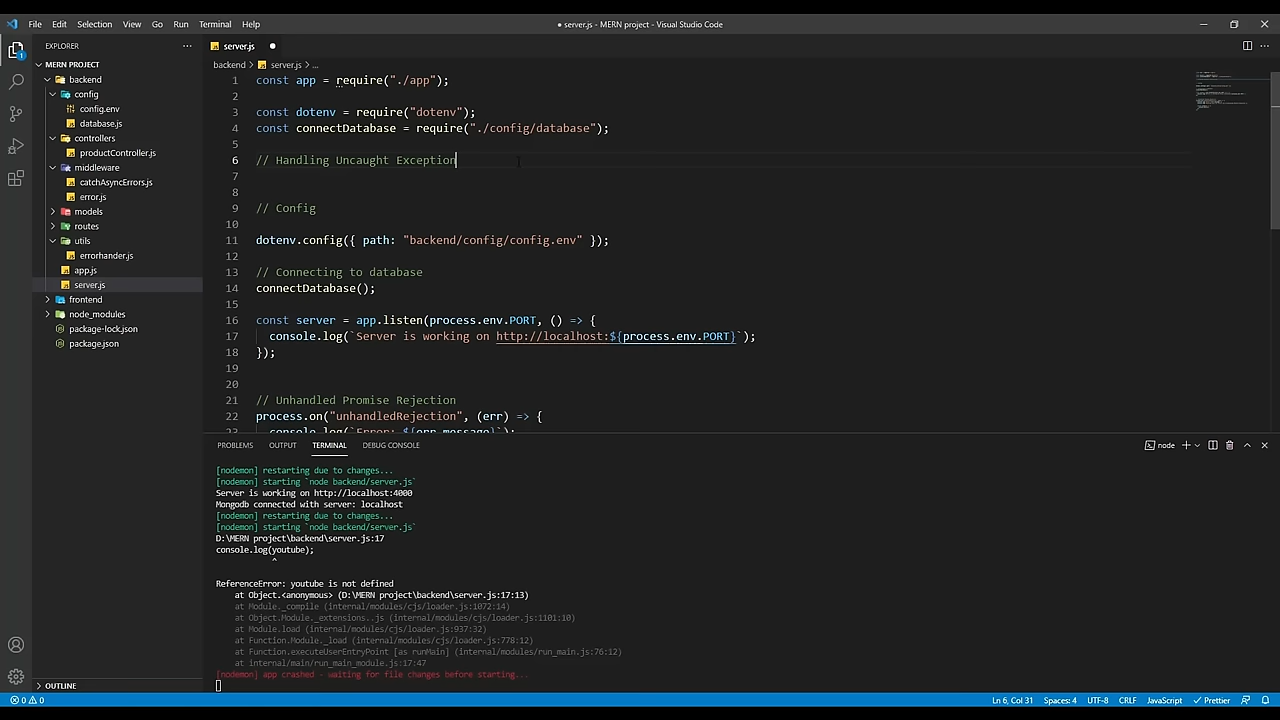 File Edit Selection View Go Run Terminal Help
● server.js - MERN project - Visual Studio Code
EXPLORER
MERN PROJECT
backend
config
config.env
database.js
controllers
productController.js
middleware
catchAsyncErrors.js
error.js
models
routes
utils
errorhander.js
app.js
server.js
frontend
node_modules
package-lock.json
package.json
OUTLINE
server.js
backend > server.js > ...
1 const app = require("./app");
2
3 const dotenv = require("dotenv");
4 const connectDatabase = require("./config/database");
5
6 // Handling Uncaught Exception
7
8
9 // Config
10
11 dotenv.config({ path: "backend/config/config.env" });
12
13 // Connecting to database
14 connectDatabase();
15
16 const server = app.listen(process.env.PORT, () => {
17 console.log(`Server is working on http://localhost:${process.env.PORT}`);
18 });
19
20
21 // Unhandled Promise Rejection
22 process.on("unhandledRejection", (err) => {
23 console.log(`Error: ${err.message}`);
PROBLEMS OUTPUT TERMINAL DEBUG CONSOLE
node
[nodemon] restarting due to changes...
[nodemon] starting `node backend/server.js`
Server is working on http://localhost:4000
Mongodb connected with server: localhost
[nodemon] restarting due to changes...
[nodemon] starting `node backend/server.js`
D:\MERN project\backend\server.js:17
console.log(youtube);
^
ReferenceError: youtube is not defined
at Object.<anonymous> (D:\MERN project\backend\server.js:17:13)
at Module._compile (internal/modules/cjs/loader.js:1072:14)
at Object.Module._extensions..js (internal/modules/cjs/loader.js:1101:10)
at Module.load (internal/modules/cjs/loader.js:937:32)
at Function.Module._load (internal/modules/cjs/loader.js:778:12)
at Function.executeUserEntryPoint [as runMain] (internal/modules/run_main.js:76:12)
at internal/main/run_main_module.js:17:47
[nodemon] app crashed - waiting for file changes before starting...
0 0
Ln 6, Col 31 Spaces: 4 UTF-8 CRLF JavaScript Prettier